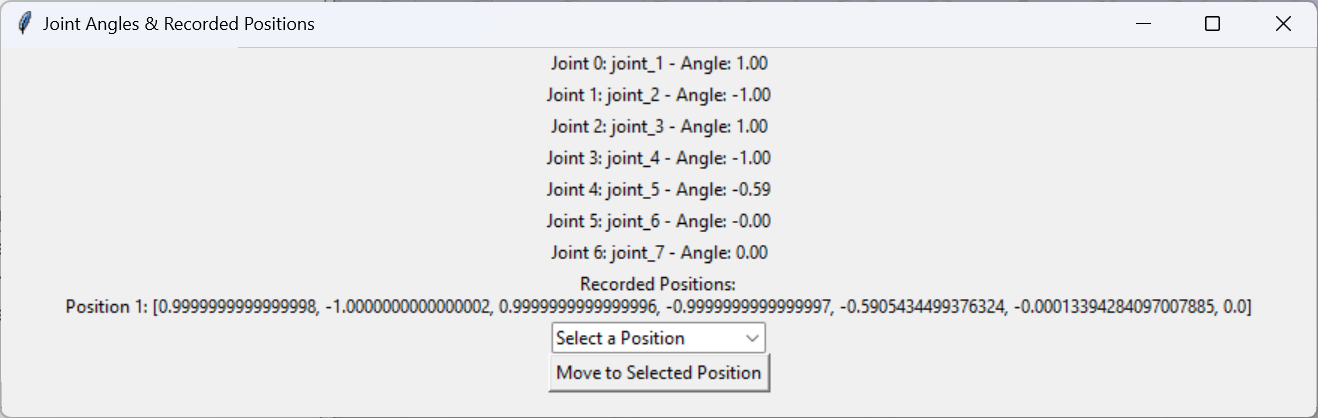 Joint Angles & Recorded Positions
Joint 0: joint_1 - Angle: 1.00
Joint 1: joint_2 - Angle: -1.00
Joint 2: joint_3 - Angle: 1.00
Joint 3: joint_4 - Angle: -1.00
Joint 4: joint_5 - Angle: -0.59
Joint 5: joint_6 - Angle: -0.00
Joint 6: joint_7 - Angle: 0.00
Recorded Positions:
Position 1: [0.9999999999999998, -1.0000000000000002, 0.9999999999999996, -0.9999999999999997, -0.5905434499376324, -0.00013394284097007885, 0.0]
Select a Position
Move to Selected Position